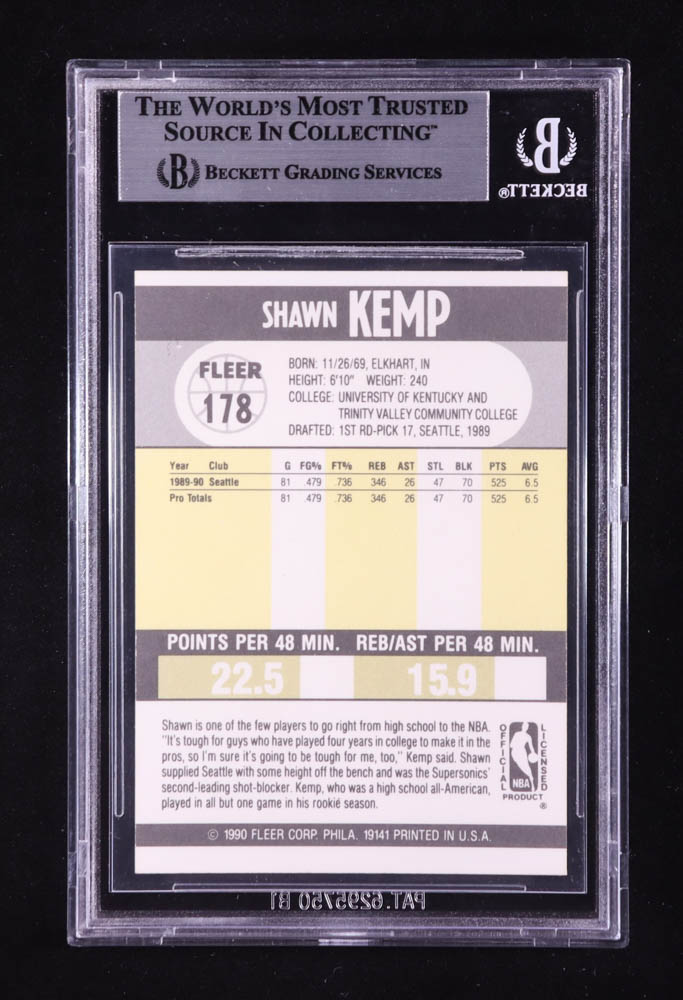 THE WORLD'S MOST TRUSTED
SOURCE IN COLLECTING™
B BECKETT GRADING SERVICES
B
BECKETT®
SHAWN KEMP
FLEER
178
BORN: 11/26/69, ELKHART, IN
HEIGHT: 6'10" WEIGHT: 240
COLLEGE: UNIVERSITY OF KENTUCKY AND
TRINITY VALLEY COMMUNITY COLLEGE
DRAFTED: 1ST RD-PICK 17, SEATTLE, 1989
Year Club G FG% FT% REB AST STL BLK PTS AVG
1989-90 Seattle 81 .479 .736 346 26 47 70 525 6.5
Pro Totals 81 .479 .736 346 26 47 70 525 6.5
POINTS PER 48 MIN. REB/AST PER 48 MIN.
22.5 15.9
Shawn is one of the few players to go right from high school to the NBA.
"It's tough for guys who have played four years in college to make it in the
pros, so I'm sure it's going to be tough for me, too," Kemp said. Shawn
supplied Seattle with some height off the bench and was the Supersonics'
second-leading shot-blocker. Kemp, who was a high school all-American,
played in all but one game in his rookie season.
OFFICIAL
LICENSED
NBA
PRODUCT
®
© 1990 FLEER CORP. PHILA. 19141 PRINTED IN U.S.A.
PAT.6295750 B1